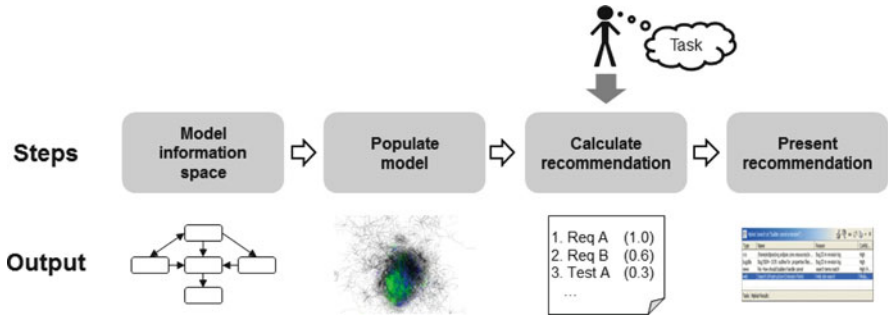 Task
Steps
Model
information
space
Populate
model
Calculate
recommendation
Present
recommendation
Output
1. Req A (1.0)
2. Req B (0.6)
3. Test A (0.3)
...